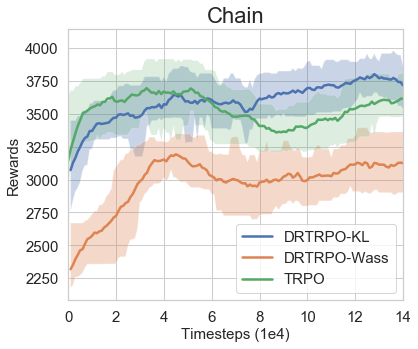 Chain
4000
3750
3500
3250
3000
2750
2500
2250
Rewards
DRTRPO-KL
DRTRPO-Wass
TRPO
0 2 4 6 8 10 12 14
Timesteps (1e4)